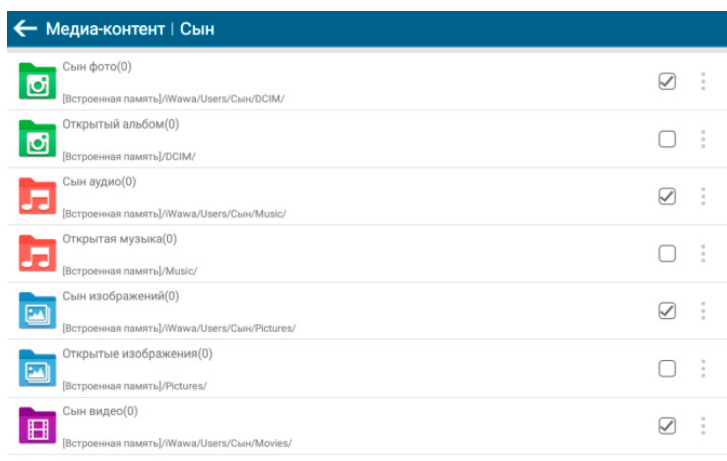 Медиа-контент | Сын
Сын фото(0)
[Встроенная память]/iWawa/Users/Сын/DCIM/
Открытый альбом(0)
[Встроенная память]/DCIM/
Сын аудио(0)
[Встроенная память]/iWawa/Users/Сын/Music/
Открытая музыка(0)
[Встроенная память]/Music/
Сын изображений(0)
[Встроенная память]/iWawa/Users/Сын/Pictures/
Открытые изображения(0)
[Встроенная память]/Pictures/
Сын видео(0)
[Встроенная память]/iWawa/Users/Сын/Movies/